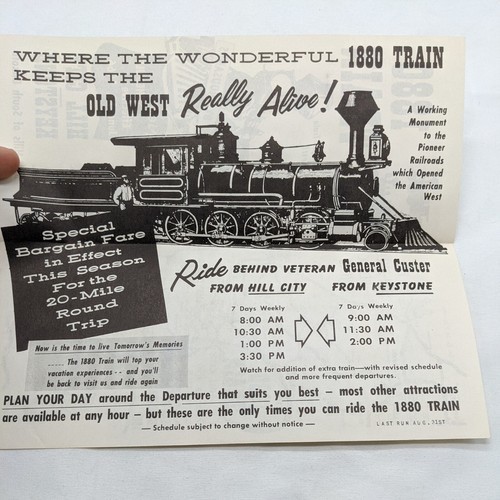 WHERE THE WONDERFUL 1880 TRAIN
KEEPS THE
OLD WEST Really Alive!
A Working
Monument
to the
Pioneer
Railroads
which Opened
the American
West
Special
Bargain Fare
in Effect
This Season
For the
20-Mile
Round
Trip
Ride BEHIND VETERAN General Custer
FROM HILL CITY
FROM KEYSTONE
7 Days Weekly
8:00 AM
10:30 AM
1:00 PM
3:30 PM
7 Days Weekly
9:00 AM
11:30 AM
2:00 PM
Now is the time to live Tomorrow's Memories
..... The 1880 Train will top your
vacation experiences -- and you'll
be back to visit us and ride again
Watch for addition of extra train—with revised schedule
and more frequent departures.
PLAN YOUR DAY around the Departure that suits you best — most other attractions
are available at any hour — but these are the only times you can ride the 1880 TRAIN
— Schedule subject to change without notice —
LAST RUN AUG. 31ST